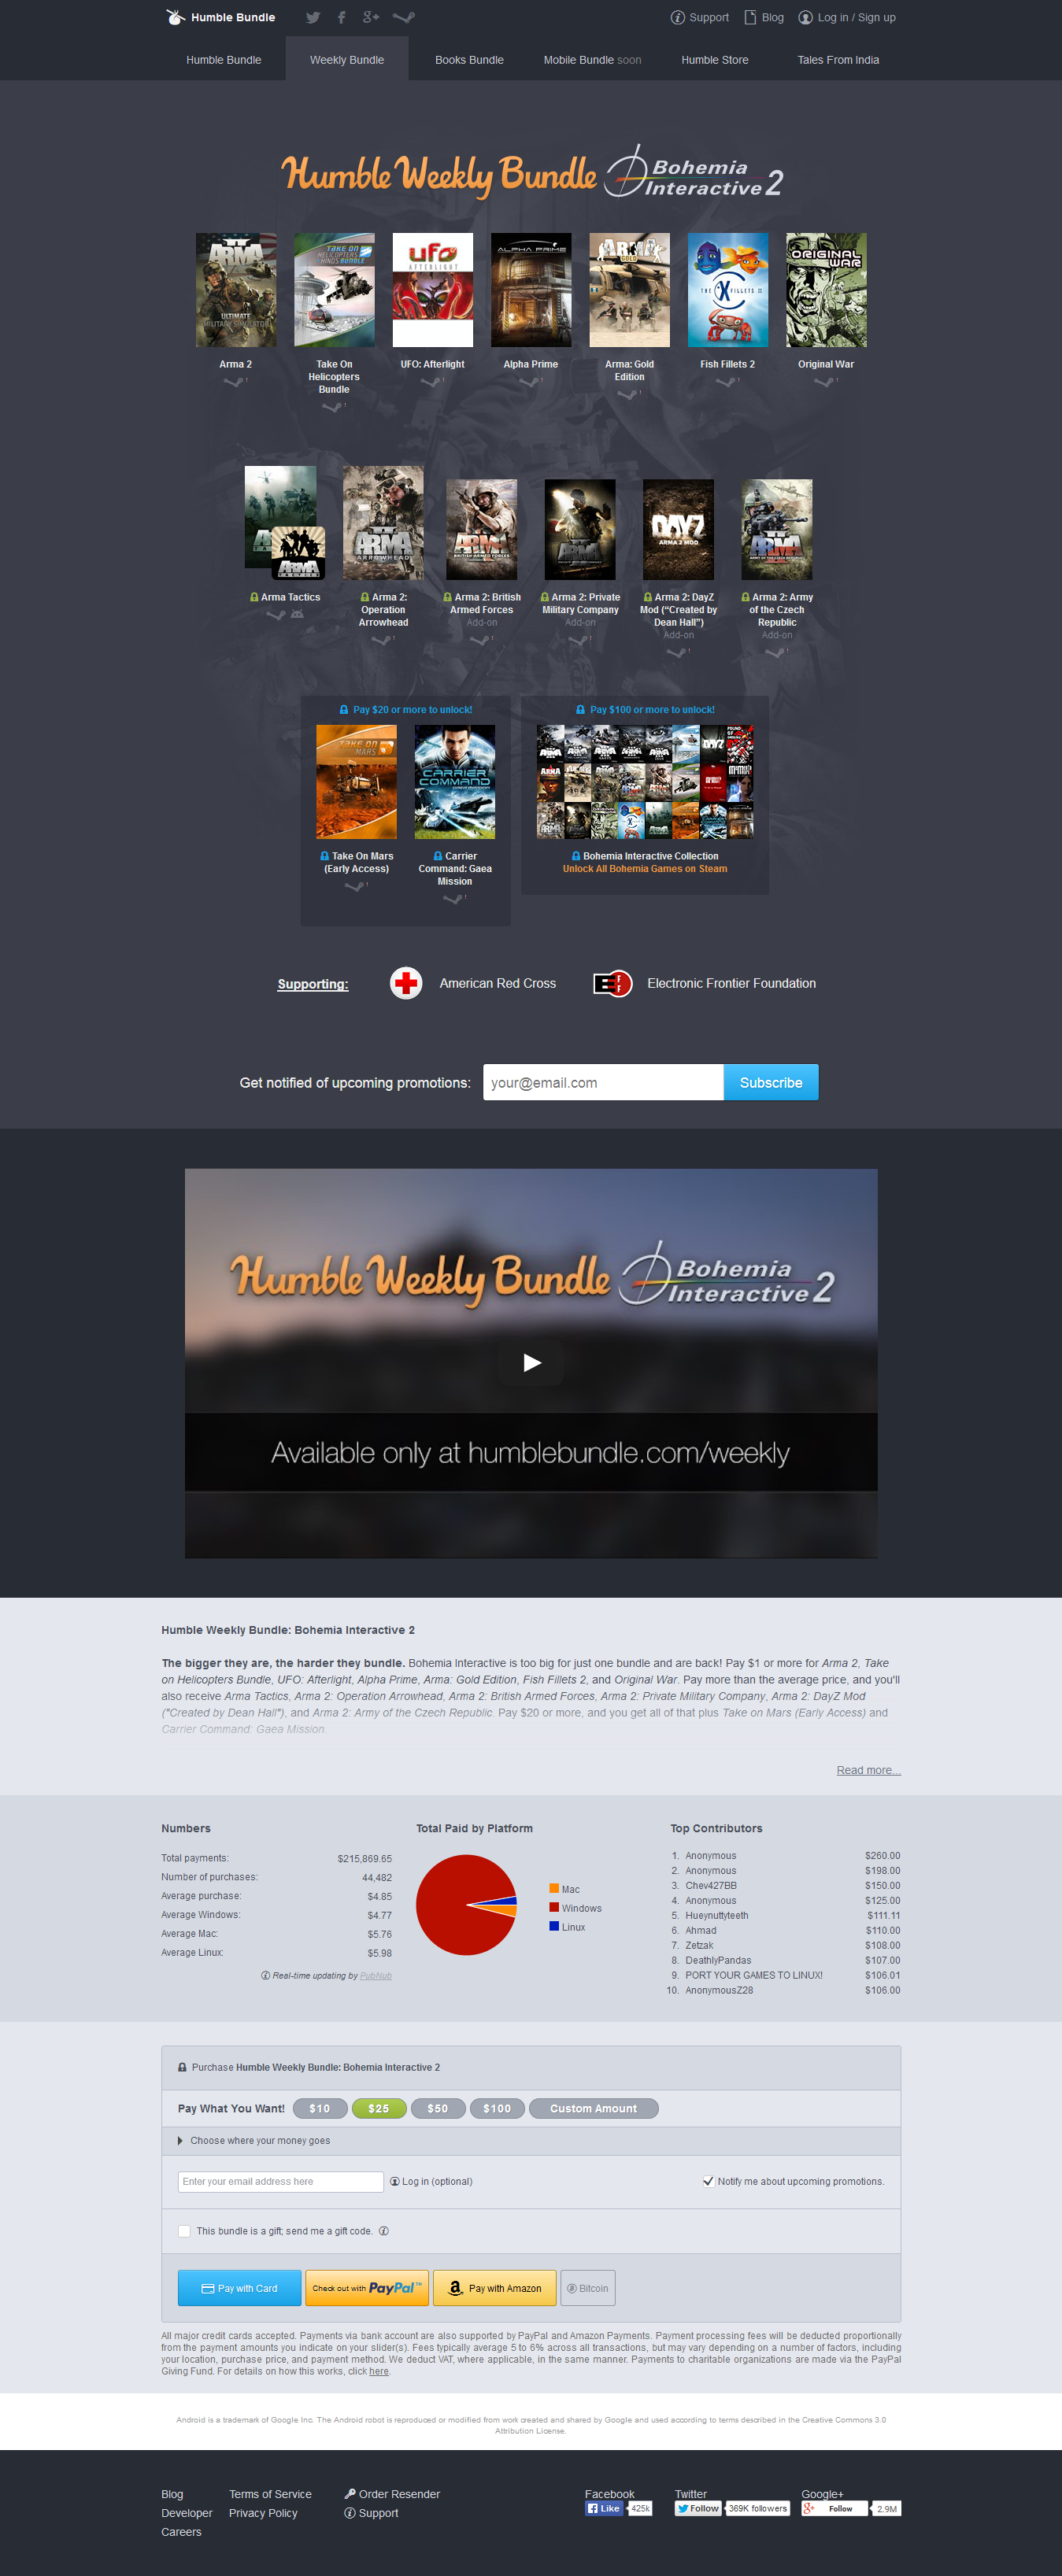 Humble Bundle
Support Blog Log in / Sign up
Humble Bundle Weekly Bundle Books Bundle Mobile Bundle soon Humble Store Tales From India
Humble Weekly Bundle Bohemia Interactive 2
Arma 2
Take On Helicopters Bundle
UFO: Afterlight
Alpha Prime
Arma: Gold Edition
Fish Fillets 2
Original War
Arma Tactics
Arma 2: Operation Arrowhead
Arma 2: British Armed Forces
Add-on
Arma 2: Private Military Company
Add-on
Arma 2: DayZ Mod ("Created by Dean Hall")
Add-on
Arma 2: Army of the Czech Republic
Add-on
Pay $20 or more to unlock!
Take On Mars (Early Access)
Carrier Command: Gaea Mission
Pay $100 or more to unlock!
Bohemia Interactive Collection
Unlock All Bohemia Games on Steam
Supporting: American Red Cross Electronic Frontier Foundation
Get notified of upcoming promotions: your@email.com Subscribe
Humble Weekly Bundle Bohemia Interactive 2
Available only at humblebundle.com/weekly
Humble Weekly Bundle: Bohemia Interactive 2
The bigger they are, the harder they bundle. Bohemia Interactive is too big for just one bundle and are back! Pay $1 or more for Arma 2, Take
on Helicopters Bundle, UFO: Afterlight, Alpha Prime, Arma: Gold Edition, Fish Fillets 2, and Original War. Pay more than the average price, and you'll
also receive Arma Tactics, Arma 2: Operation Arrowhead, Arma 2: British Armed Forces, Arma 2: Private Military Company, Arma 2: DayZ Mod
("Created by Dean Hall"), and Arma 2: Army of the Czech Republic. Pay $20 or more, and you get all of that plus Take on Mars (Early Access) and
Carrier Command: Gaea Mission.
Read more...
Numbers
Total payments: $215,869.65
Number of purchases: 44,482
Average purchase: $4.85
Average Windows: $4.77
Average Mac: $5.76
Average Linux: $5.98
Real-time updating by PubNub
Total Paid by Platform
Mac
Windows
Linux
Top Contributors
1. Anonymous $260.00
2. Anonymous $198.00
3. Chev427BB $150.00
4. Anonymous $125.00
5. Hueynuttyteeth $111.11
6. Ahmad $110.00
7. Zetzak $108.00
8. DeathlyPandas $107.00
9. PORT YOUR GAMES TO LINUX! $106.01
10. AnonymousZ28 $106.00
Purchase Humble Weekly Bundle: Bohemia Interactive 2
Pay What You Want! $10 $25 $50 $100 Custom Amount
Choose where your money goes
Enter your email address here Log in (optional) Notify me about upcoming promotions.
This bundle is a gift; send me a gift code.
Pay with Card Check out with PayPal Pay with Amazon Bitcoin
All major credit cards accepted. Payments via bank account are also supported by PayPal and Amazon Payments. Payment processing fees will be deducted proportionally
from the payment amounts you indicate on your slider(s). Fees typically average 5 to 6% across all transactions, but may vary depending on a number of factors, including
your location, purchase price, and payment method. We deduct VAT, where applicable, in the same manner. Payments to charitable organizations are made via the PayPal
Giving Fund. For details on how this works, click here.
Android is a trademark of Google Inc. The Android robot is reproduced or modified from work created and shared by Google and used according to terms described in the Creative Commons 3.0
Attribution License.
Blog Terms of Service Order Resender
Developer Privacy Policy Support
Careers
Facebook Twitter Google+
Like 425k Follow 369K followers Follow 2.9M